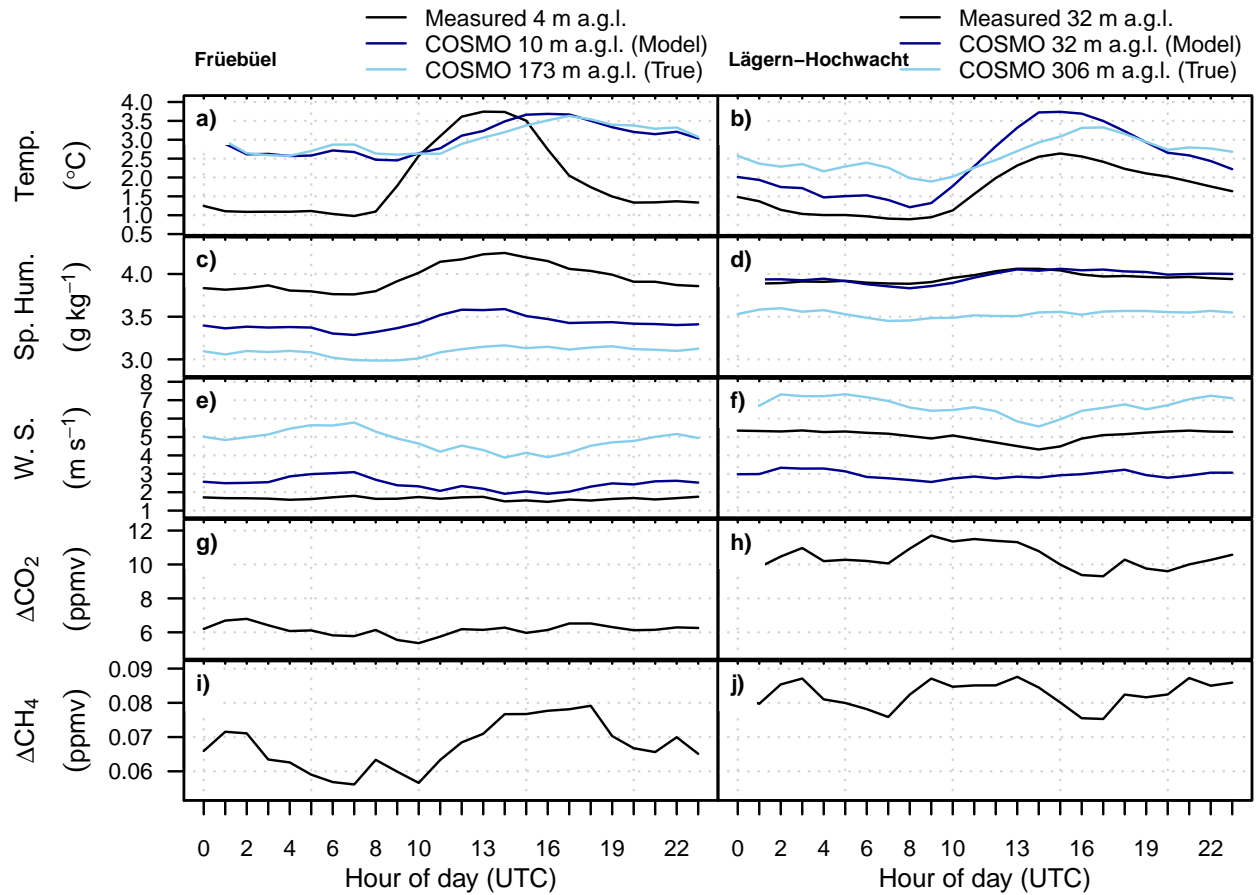 Measured 4 m a.g.l.
COSMO 10 m a.g.l. (Model)
COSMO 173 m a.g.l. (True)
Früebüel
Measured 32 m a.g.l.
COSMO 32 m a.g.l. (Model)
COSMO 306 m a.g.l. (True)
Lägern−Hochwacht
Temp.
(°C)
4.0
3.5
3.0
2.5
2.0
1.5
1.0
0.5
a)
b)
Sp. Hum.
(g kg⁻¹)
0.5
4.0
3.5
3.0
c)
d)
W. S.
(m s⁻¹)
8
7
6
5
4
3
2
1
e)
f)
ΔCO₂
(ppmv)
12
10
8
6
g)
h)
ΔCH₄
(ppmv)
0.09
0.08
0.07
0.06
i)
j)
0 2 4 6 8 10 13 16 19 22
0 2 4 6 8 10 13 16 19 22
Hour of day (UTC)
Hour of day (UTC)